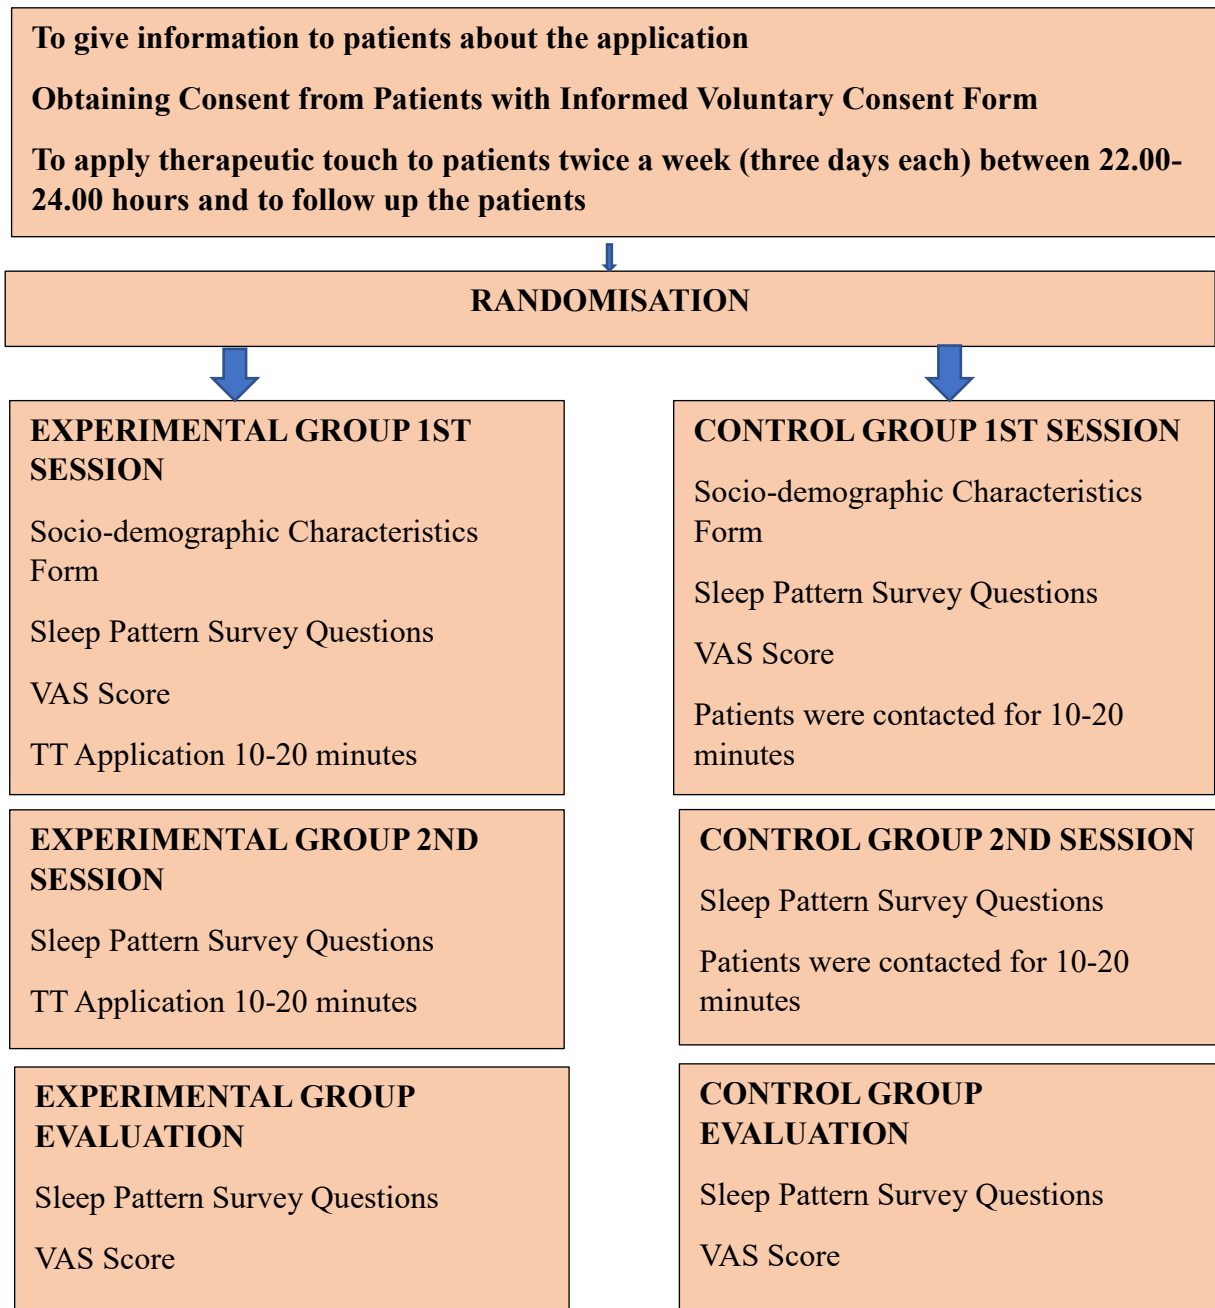 To give information to patients about the application
Obtaining Consent from Patients with Informed Voluntary Consent Form
To apply therapeutic touch to patients twice a week (three days each) between 22.00-
24.00 hours and to follow up the patients
RANDOMISATION
EXPERIMENTAL GROUP 1ST
SESSION
Socio-demographic Characteristics
Form
Sleep Pattern Survey Questions
VAS Score
TT Application 10-20 minutes
CONTROL GROUP 1ST SESSION
Socio-demographic Characteristics
Form
Sleep Pattern Survey Questions
VAS Score
Patients were contacted for 10-20
minutes
EXPERIMENTAL GROUP 2ND
SESSION
Sleep Pattern Survey Questions
TT Application 10-20 minutes
CONTROL GROUP 2ND SESSION
Sleep Pattern Survey Questions
Patients were contacted for 10-20
minutes
EXPERIMENTAL GROUP
EVALUATION
Sleep Pattern Survey Questions
VAS Score
CONTROL GROUP
EVALUATION
Sleep Pattern Survey Questions
VAS Score